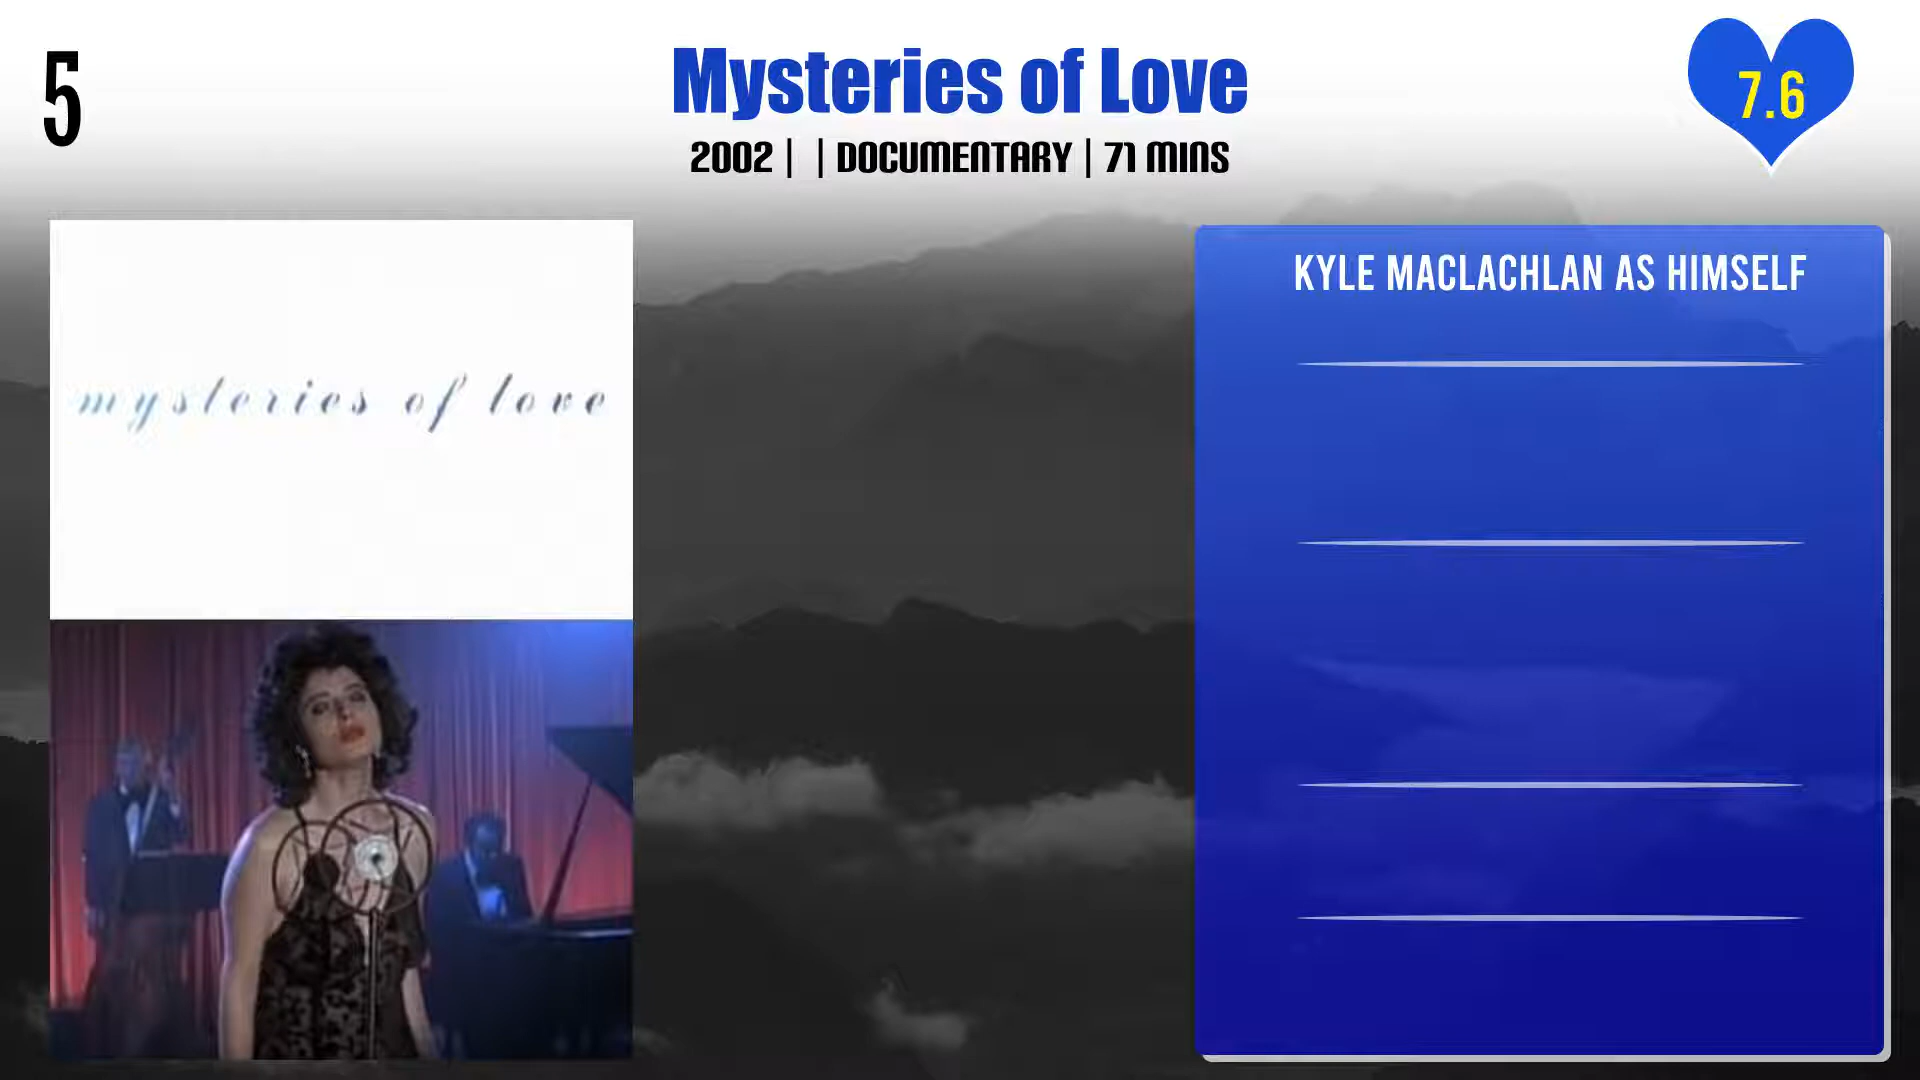 5
Mysteries of Love
7.6
2002 | | DOCUMENTARY | 71 MINS
KYLE MACLACHLAN AS HIMSELF
mysteries of love